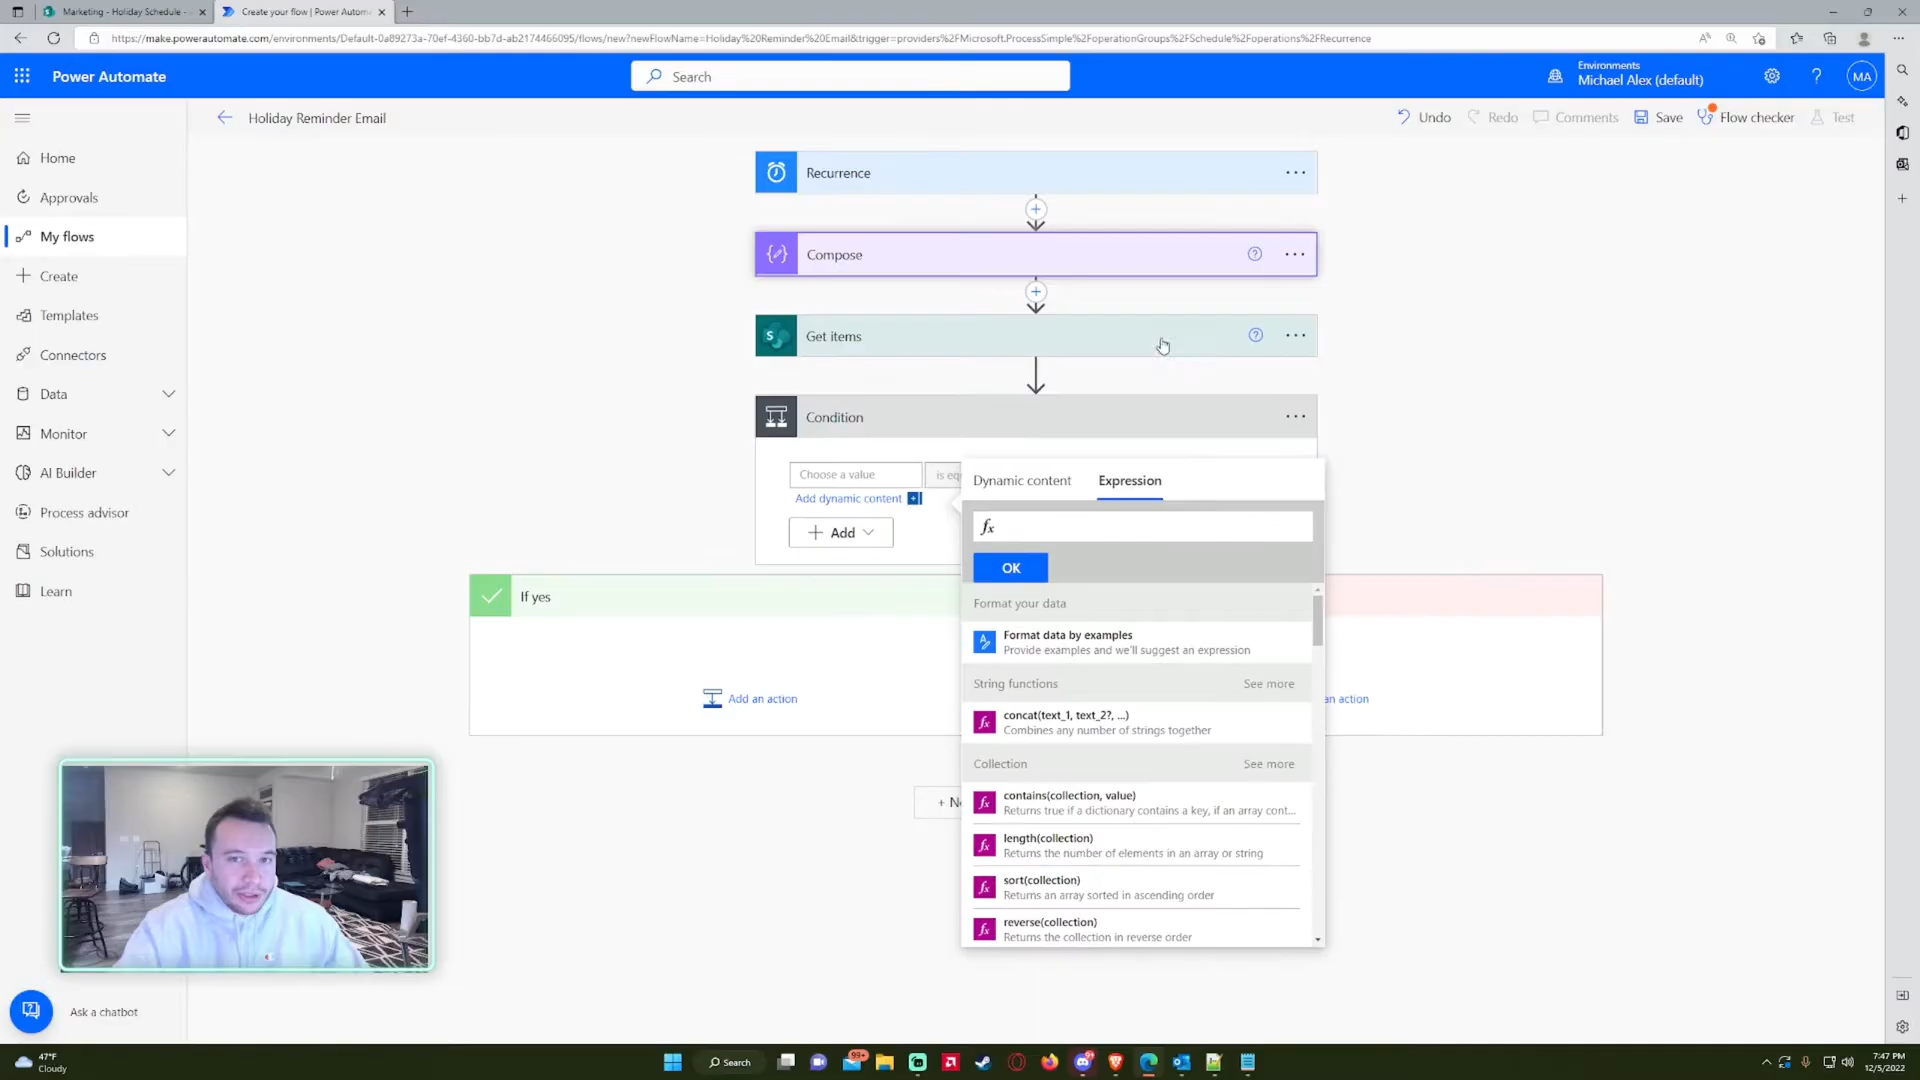 Marketing - Holiday Schedule -
Create your flow | Power Automa
https://make.powerautomate.com/environments/Default-0a89273a-70ef-4360-bb7d-ab2174466095/flows/new?newFlowName=Holiday%20Reminder%20Email&trigger=providers%2FMicrosoft.ProcessSimple%2FoperationGroups%2FSchedule%2Foperations%2FRecurrence
Power Automate
Search
Environments
Michael Alex (default)
MA
Holiday Reminder Email
Undo
Redo
Comments
Save
Flow checker
Test
Home
Approvals
My flows
Create
Templates
Connectors
Data
Monitor
AI Builder
Process advisor
Solutions
Learn
Ask a chatbot
Recurrence
Compose
Get items
Condition
Choose a value
is equ
Add dynamic content
Add
Dynamic content
Expression
fx
OK
Format your data
Format data by examples
Provide examples and we'll suggest an expression
String functions
See more
concat(text_1, text_2?, ...)
Combines any number of strings together
Collection
See more
contains(collection, value)
Returns true if a dictionary contains a key, if an array cont...
length(collection)
Returns the number of elements in an array or string
sort(collection)
Returns an array sorted in ascending order
reverse(collection)
Returns the collection in reverse order
If yes
Add an action
an action
+ Ne
47°F
Cloudy
Search
99+
7:47 PM
12/5/2022